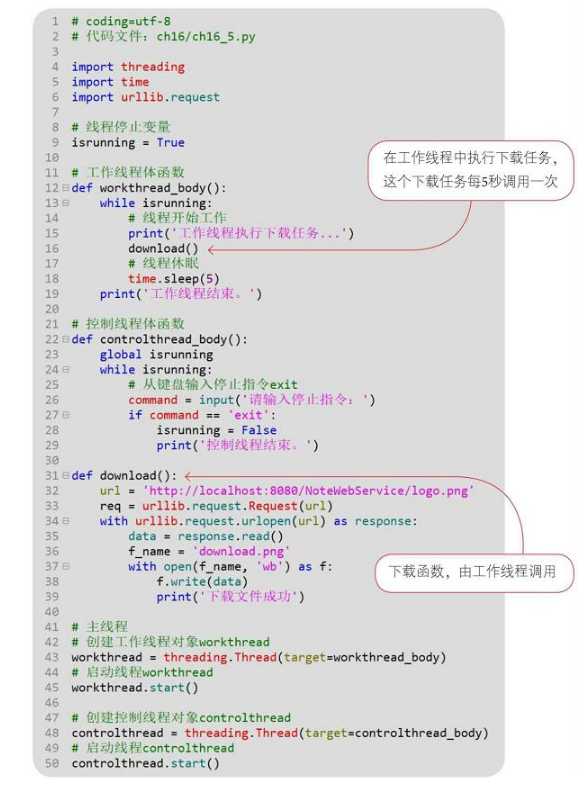 1 # coding=utf-8
2 # 代码文件：ch16/ch16_5.py
3
4 import threading
5 import time
6 import urllib.request
7
8 # 线程停止变量
9 isrunning = True
10
11 # 工作线程体函数
12 def workthread_body():
13     while isrunning:
14         # 线程开始工作
15         print('工作线程执行下载任务...')
16         download()
17         # 线程休眠
18         time.sleep(5)
19     print('工作线程结束。')
20
21 # 控制线程体函数
22 def controlthread_body():
23     global isrunning
24     while isrunning:
25         # 从键盘输入停止指令exit
26         command = input('请输入停止指令：')
27         if command == 'exit':
28             isrunning = False
29             print('控制线程结束。')
30
31 def download():
32     url = 'http://localhost:8080/NoteWebService/logo.png'
33     req = urllib.request.Request(url)
34     with urllib.request.urlopen(url) as response:
35         data = response.read()
36         f_name = 'download.png'
37         with open(f_name, 'wb') as f:
38             f.write(data)
39             print('下载文件成功')
40
41 # 主线程
42 # 创建工作线程对象workthread
43 workthread = threading.Thread(target=workthread_body)
44 # 启动线程workthread
45 workthread.start()
46
47 # 创建控制线程对象controlthread
48 controlthread = threading.Thread(target=controlthread_body)
49 # 启动线程controlthread
50 controlthread.start()
在工作线程中执行下载任务，
这个下载任务每5秒调用一次
下载函数，由工作线程调用